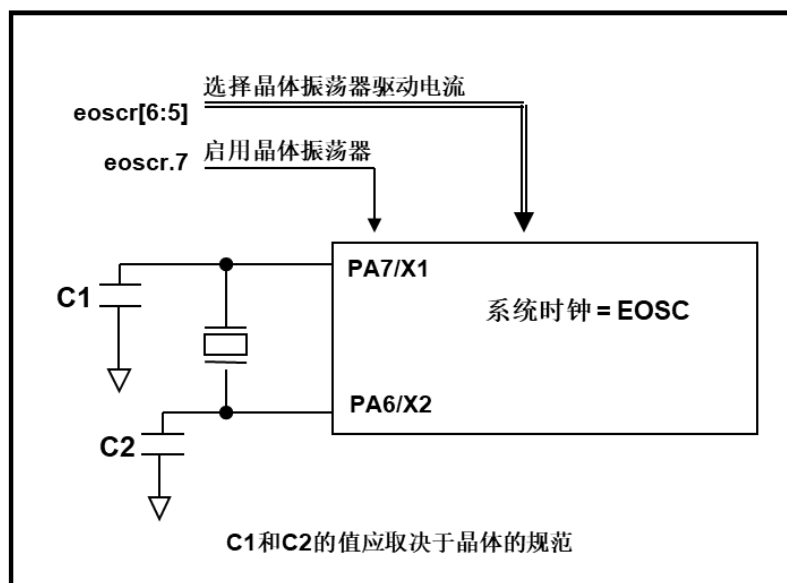 选择晶体振荡器驱动电流
eoscr[6:5]
eoscr.7 启用晶体振荡器
PA7/X1
C1
系统时钟 = EOSC
PA6/X2
C2
C1和C2的值应取决于晶体的规范